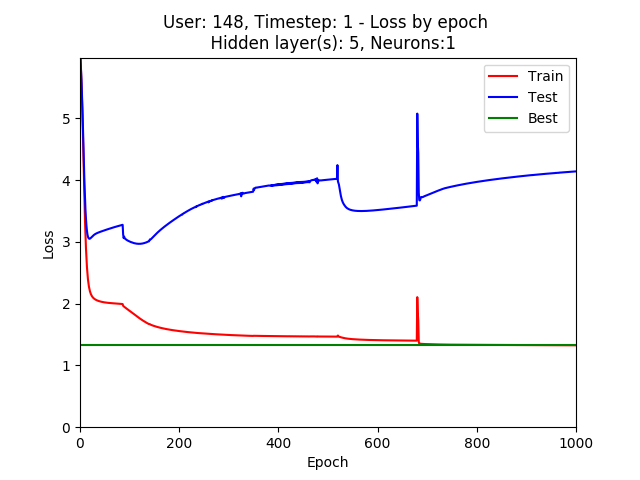 User: 148, Timestep: 1 - Loss by epoch
Hidden layer(s): 5, Neurons:1
Train
Test
Best
Loss
5
4
3
2
1
0
0 200 400 600 800 1000
Epoch